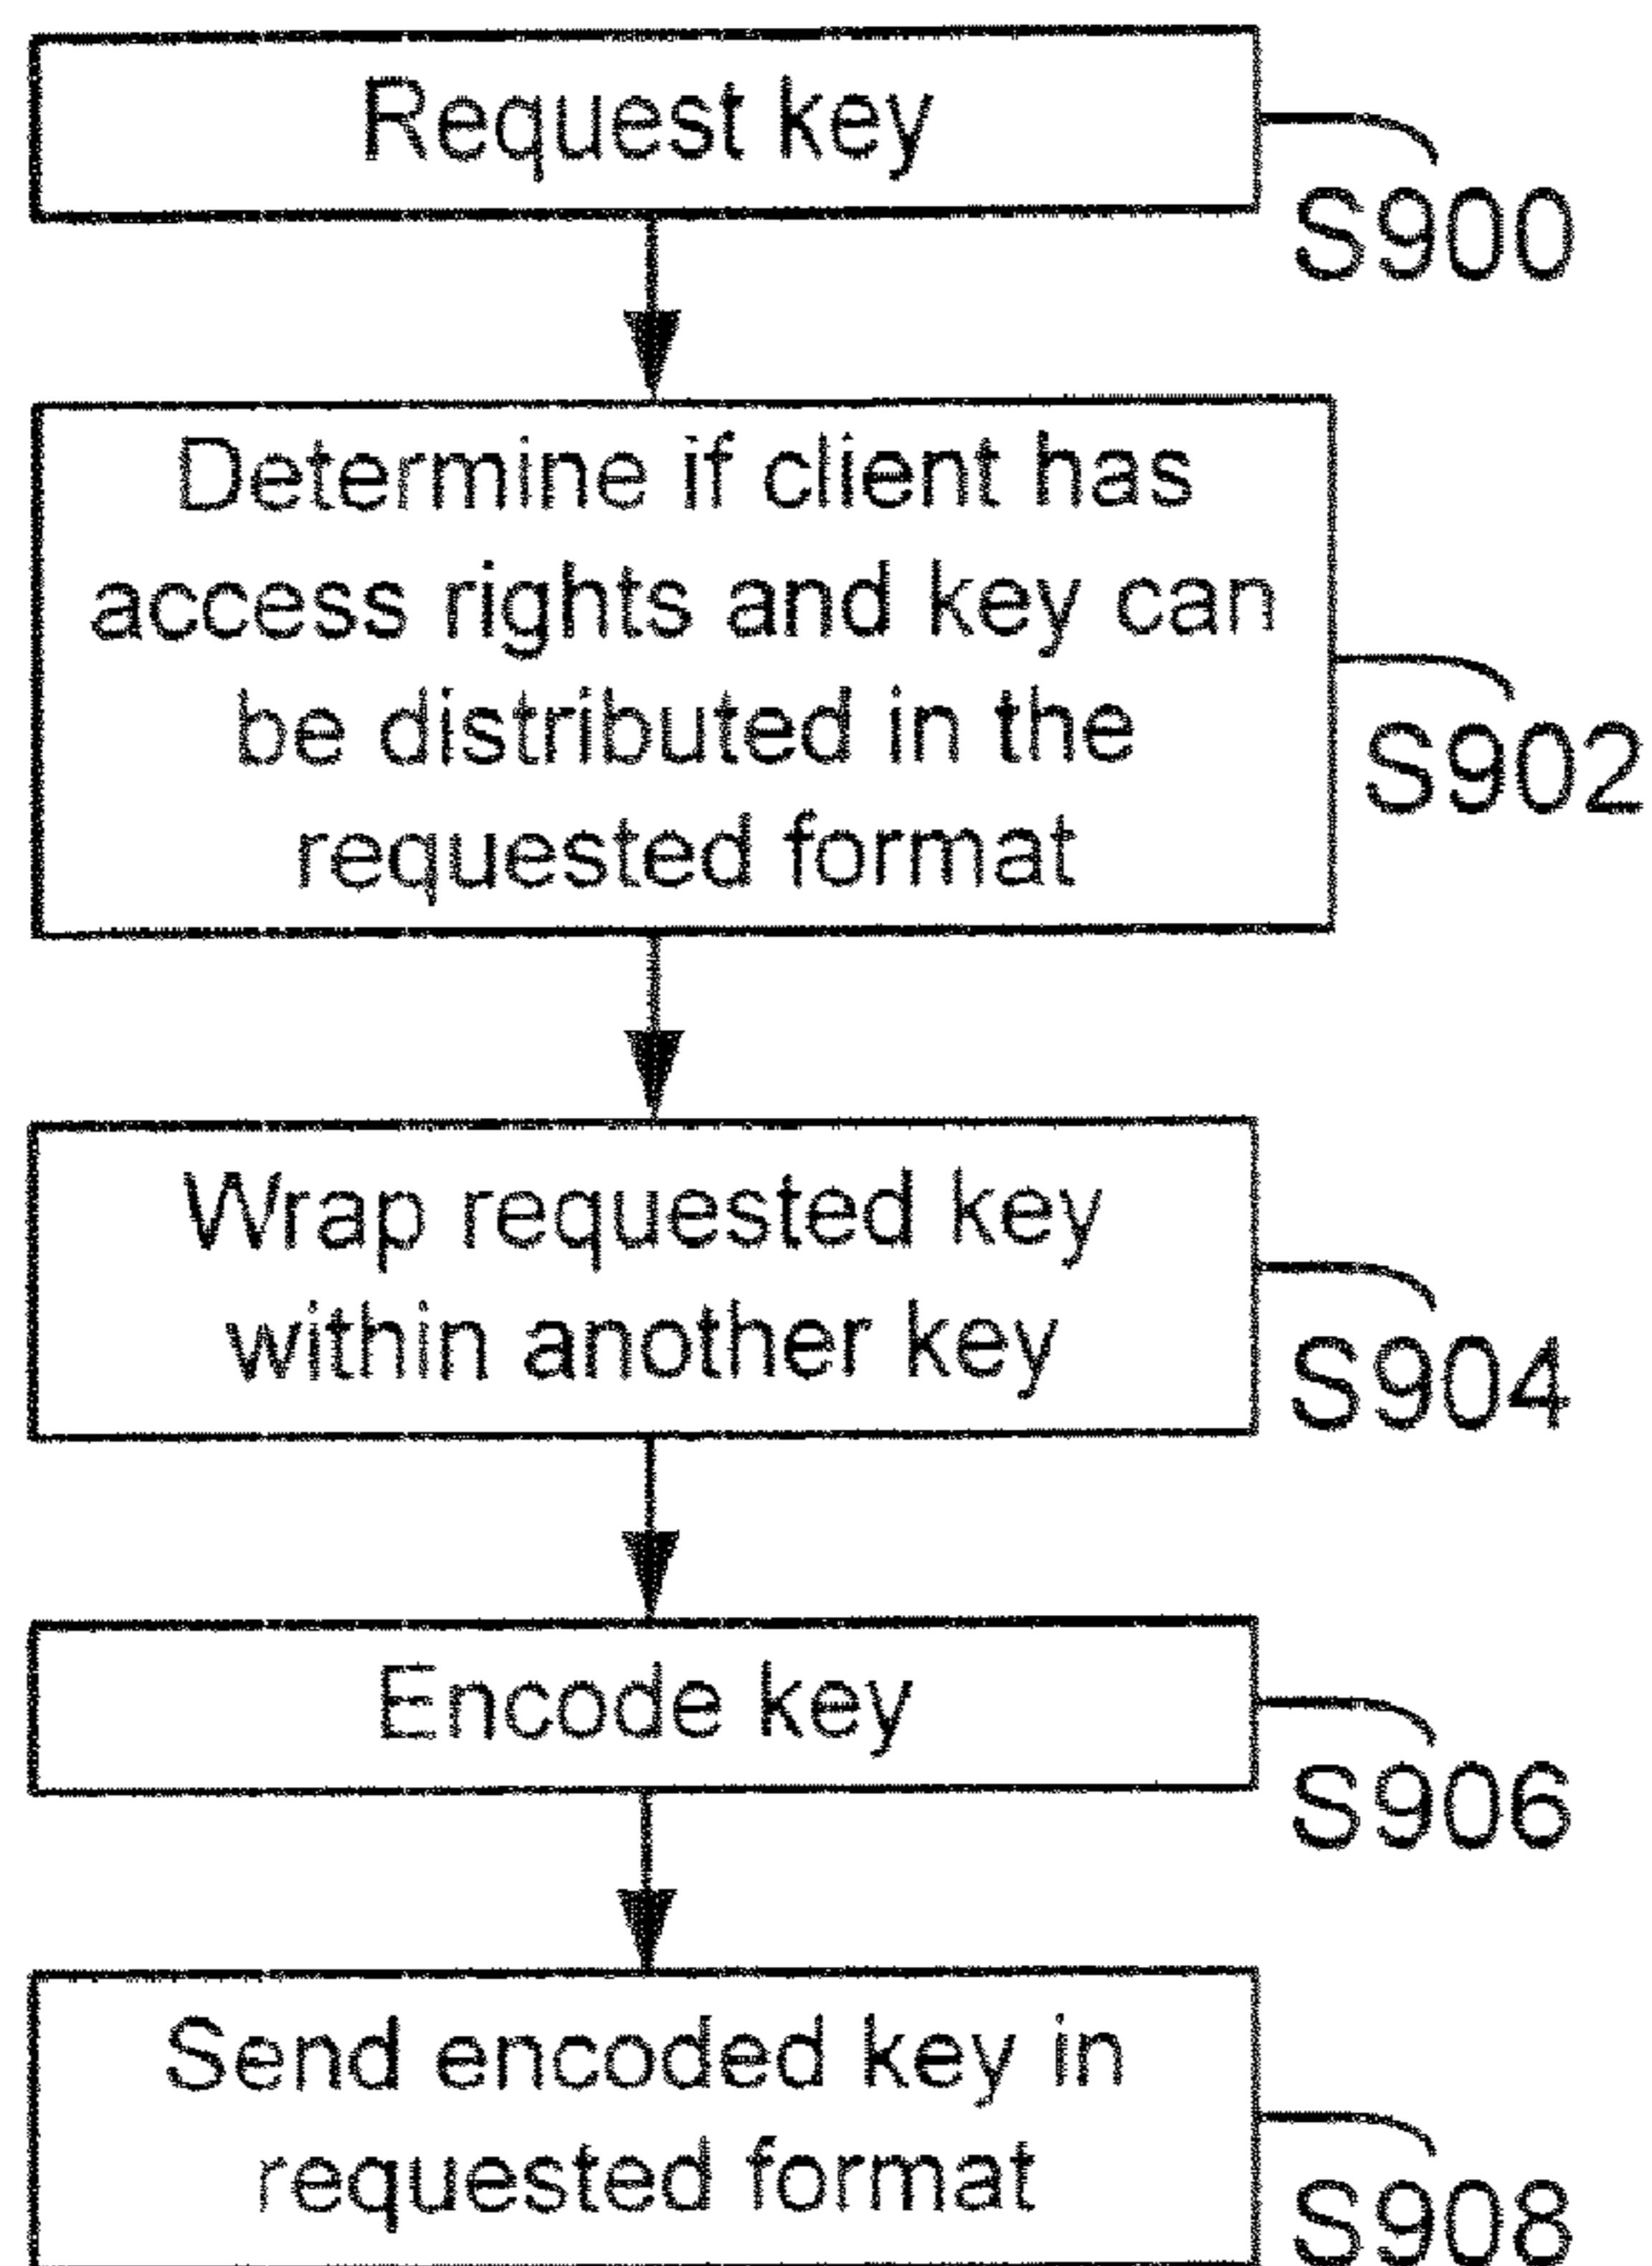 Request key
S900
Determine if client has
access rights and key can
be distributed in the
requested format
S902
Wrap requested key
within another key
S904
Encode key
S906
Send encoded key in
requested format
S908